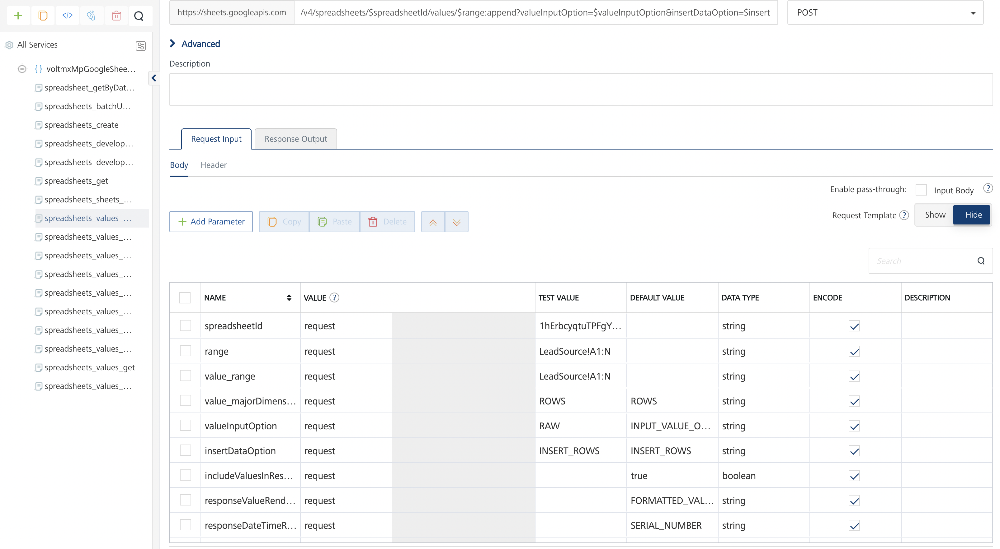 https://sheets.googleapis.com /v4/spreadsheets/$spreadsheetId/values/$range:append?valueInputOption=$valueInputOption&insertDataOption=$insert POST
All Services
{ } voltmxMpGoogleShee...
spreadsheet_getByDat...
spreadsheets_batchU...
spreadsheets_create
spreadsheets_develop...
spreadsheets_develop...
spreadsheets_get
spreadsheets_sheets_...
spreadsheets_values_...
spreadsheets_values_...
spreadsheets_values_...
spreadsheets_values_...
spreadsheets_values_...
spreadsheets_values_...
spreadsheets_values_...
spreadsheets_values_...
spreadsheets_values_get
spreadsheets_values_...
Advanced
Description
Request Input Response Output
Body Header
Enable pass-through: Input Body ?
+ Add Parameter Copy Paste Delete
Request Template ? Show Hide
Search
NAME VALUE ? TEST VALUE DEFAULT VALUE DATA TYPE ENCODE DESCRIPTION
spreadsheetId request 1hErbcyqtuTPFgY... string
range request LeadSource!A1:N string
value_range request LeadSource!A1:N string
value_majorDimens... request ROWS ROWS string
valueInputOption request RAW INPUT_VALUE_O... string
insertDataOption request INSERT_ROWS INSERT_ROWS string
includeValuesInRes... request true boolean
responseValueRend... request FORMATTED_VAL... string
responseDateTimeR... request SERIAL_NUMBER string